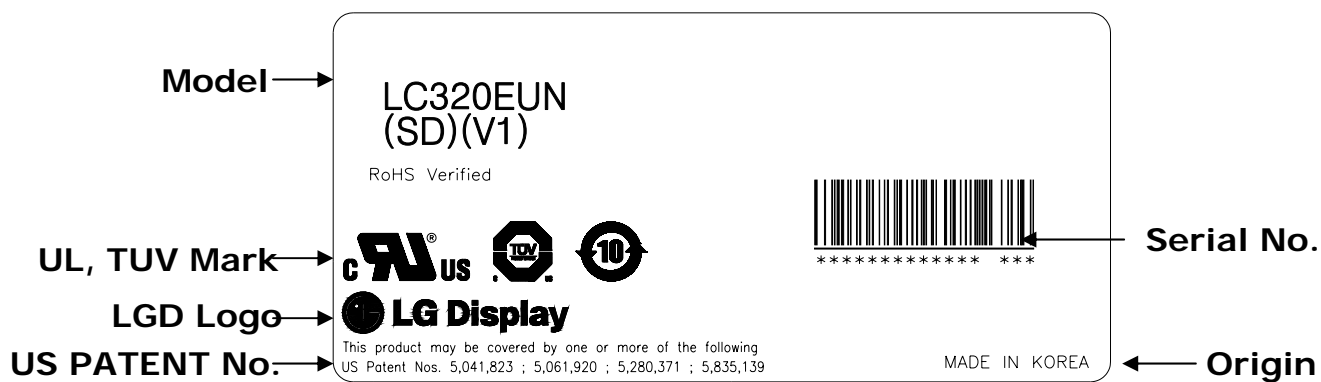 Model
LC320EUN
(SD)(V1)
RoHS Verified
UL, TUV Mark
c RU ® US
TÜV
10
Serial No.
************* ***
LGD Logo
LG Display
US PATENT No.
This product may be covered by one or more of the following
US Patent Nos. 5,041,823 ; 5,061,920 ; 5,280,371 ; 5,835,139
MADE IN KOREA
Origin